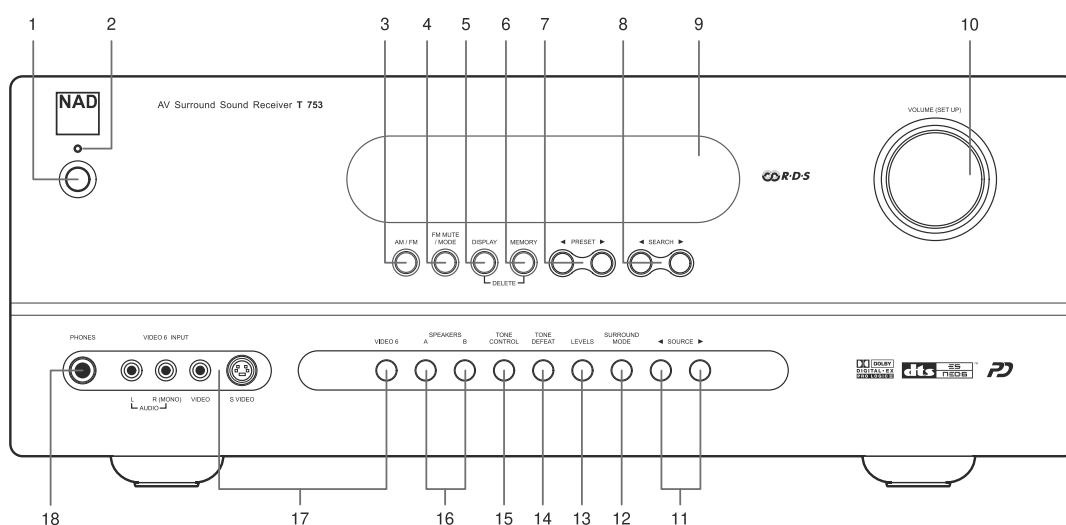 1 2 3 4 5 6 7 8 9 10
NAD
AV Surround Sound Receiver T 753
VOLUME (SET UP)
R·D·S
AM / FM
FM MUTE
/ MODE
DISPLAY
MEMORY
◄ PRESET ►
◄ SEARCH ►
DELETE
PHONES
VIDEO 6 INPUT
VIDEO 6
SPEAKERS
A B
TONE
CONTROL
TONE
DEFEAT
LEVELS
SURROUND
MODE
◄ SOURCE ►
L R (MONO)
AUDIO
VIDEO
S VIDEO
DOLBY
DIGITAL·EX
PRO LOGIC II
dts ES
NEO:6
™
PD
18 17 16 15 14 13 12 11